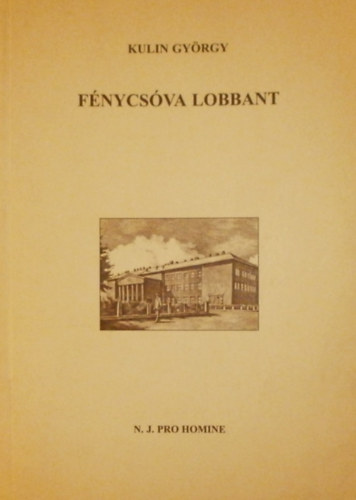 KULIN GYÖRGY
FÉNYCSÓVA LOBBANT
N. J. PRO HOMINE